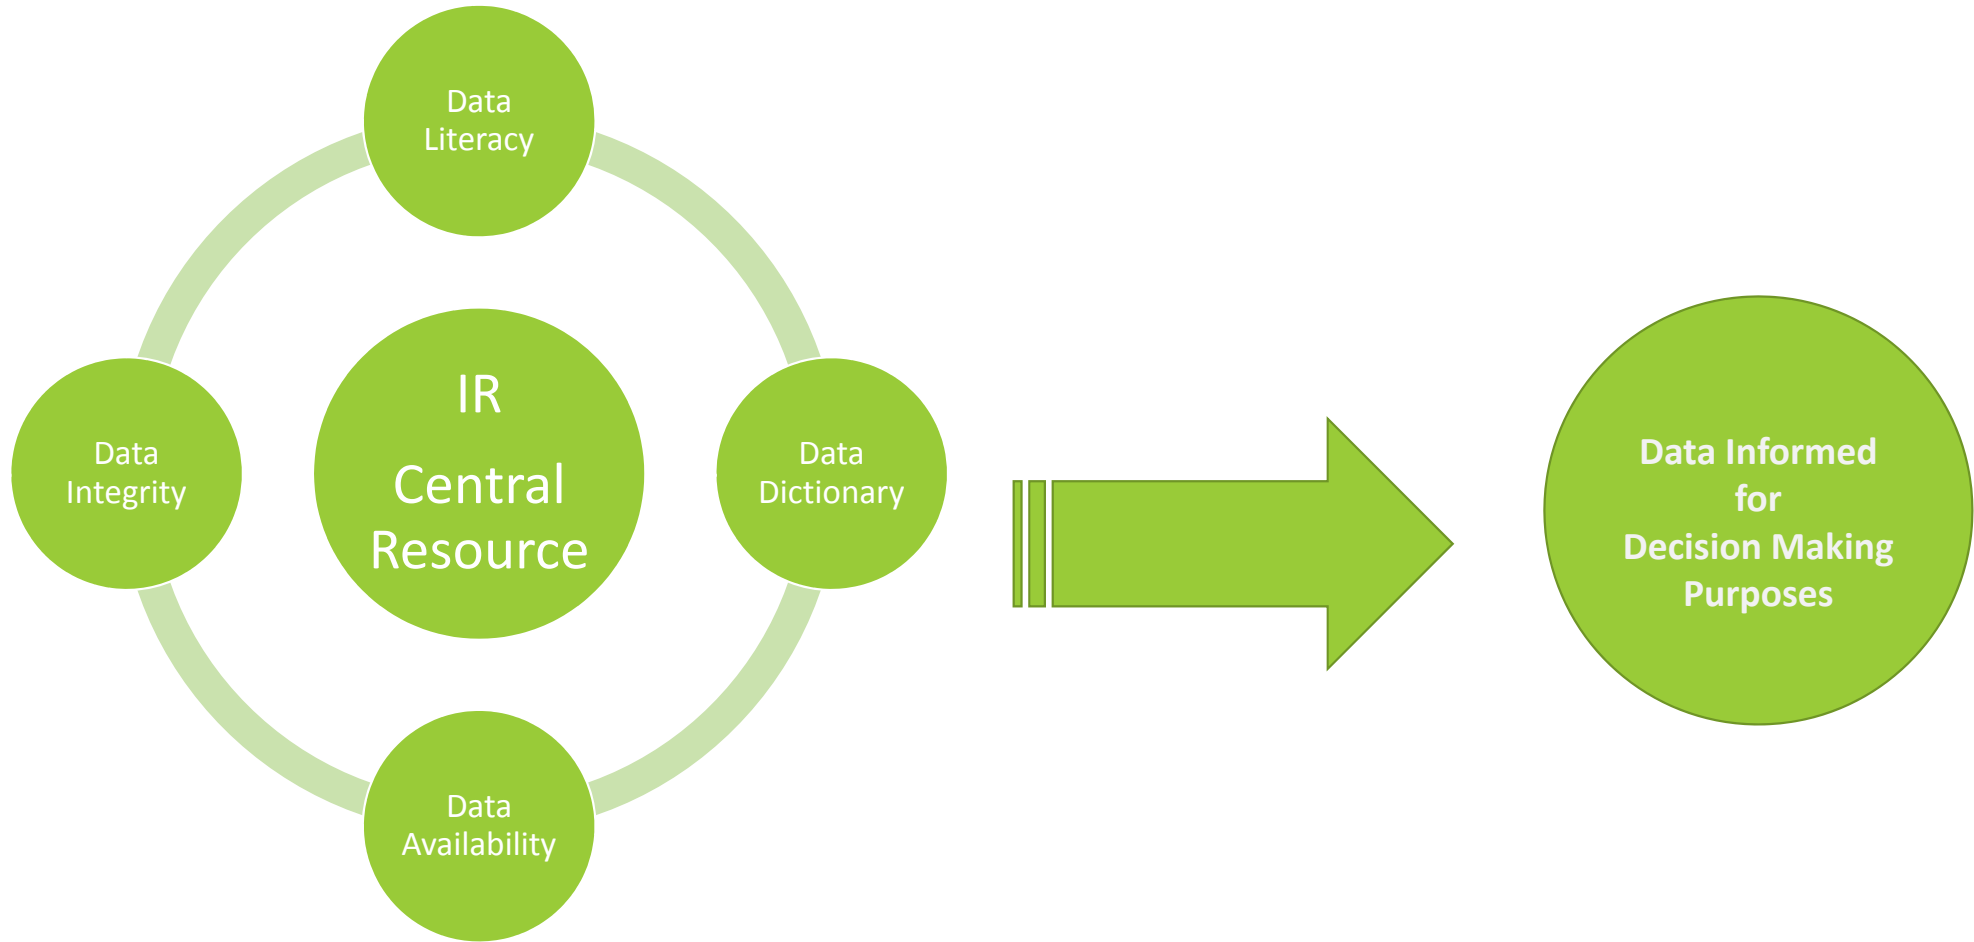 Data
Literacy
Data
Integrity
IR
Central
Resource
Data
Dictionary
Data
Availability
Data Informed
for
Decision Making
Purposes